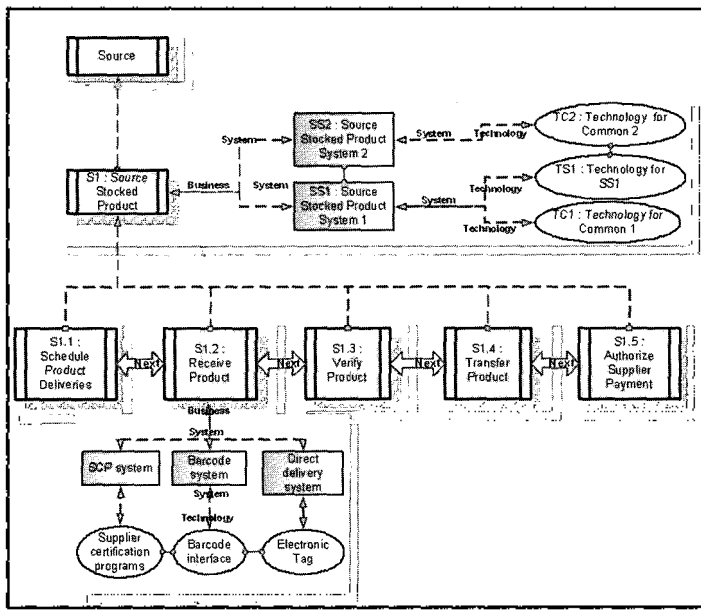 Source
SS2 : Source
Stocked Product
System 2
System
System
Technology
TC2 : Technology for
Common 2
S1 : Source
Stocked
Product
Business
System
SS1 : Source
Stocked Product
System 1
System
Technology
TS1 : Technology for
SS1
Technology
TC1 : Technology for
Common 1
S1.1 :
Schedule
Product
Deliveries
Next
S1.2 :
Receive
Product
Next
S1.3 :
Verify
Product
Next
S1.4 :
Transfer
Product
Next
S1.5 :
Authorize
Supplier
Payment
Business
System
SCP system
Barcode
system
Direct
delivery
system
System
Technology
Supplier
certification
programs
Barcode
interface
Electronic
Tag